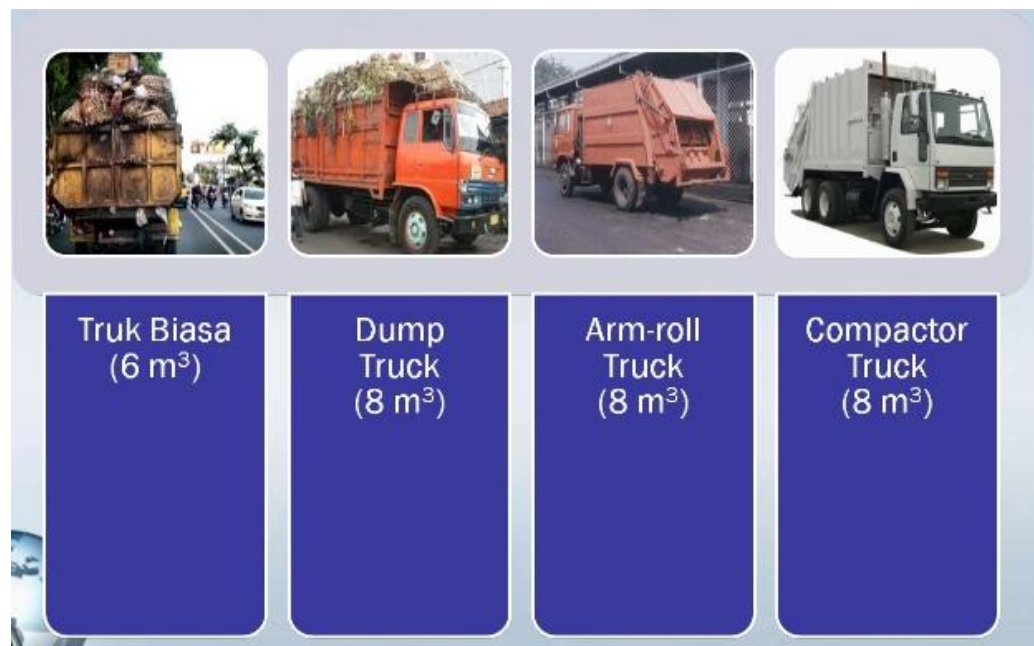 Truk Biasa
(6 m³)
Dump
Truck
(8 m³)
Arm-roll
Truck
(8 m³)
Compactor
Truck
(8 m³)